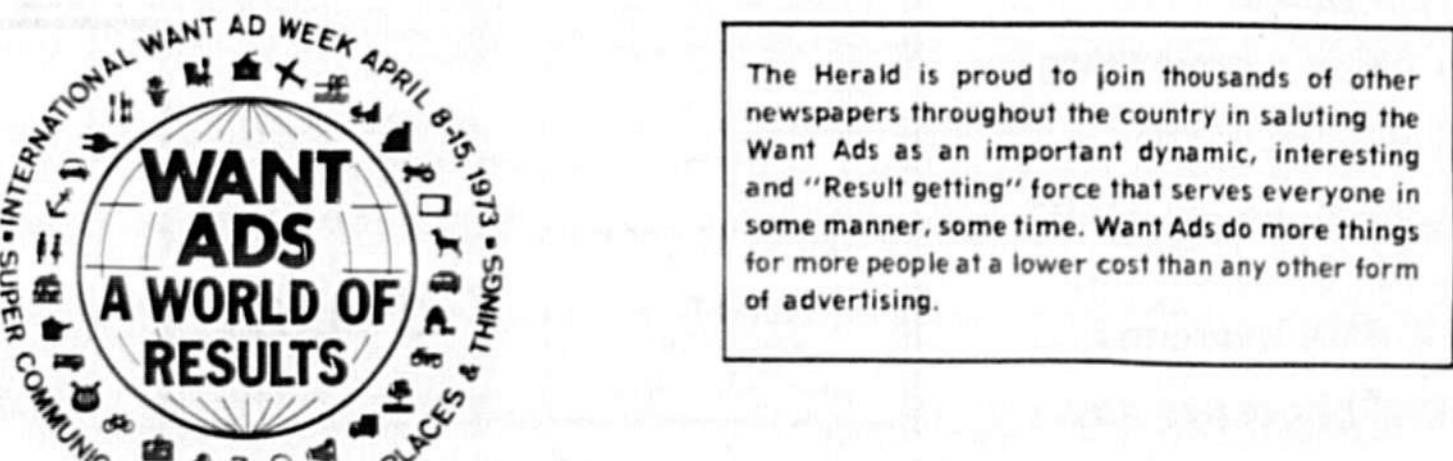 INTERNATIONAL WANT AD WEEK APRIL 8-15, 1973
SUPER
PLACES & THINGS
WANT
ADS
A WORLD OF
RESULTS
The Herald is proud to join thousands of other
newspapers throughout the country in saluting the
Want Ads as an important dynamic, interesting
and "Result getting" force that serves everyone in
some manner, some time. Want Ads do more things
for more people at a lower cost than any other form
of advertising.